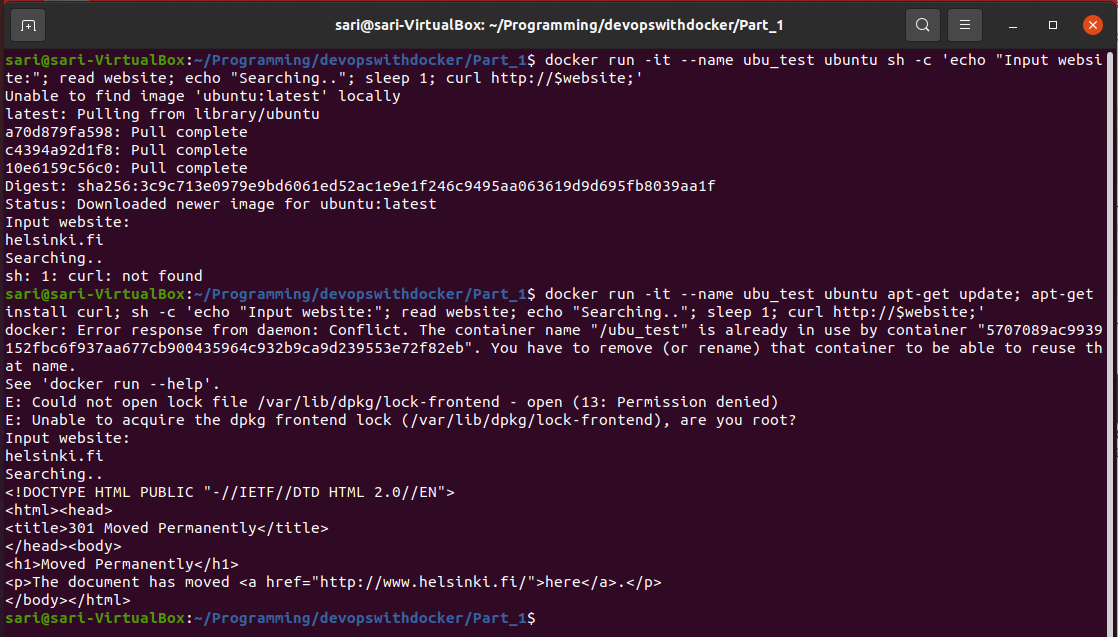 sari@sari-VirtualBox: ~/Programming/devopswithdocker/Part_1
sari@sari-VirtualBox:~/Programming/devopswithdocker/Part_1$ docker run -it --name ubu_test ubuntu sh -c 'echo "Input websi
te:"; read website; echo "Searching.."; sleep 1; curl http://$website;'
Unable to find image 'ubuntu:latest' locally
latest: Pulling from library/ubuntu
a70d879fa598: Pull complete
c4394a92d1f8: Pull complete
10e6159c56c0: Pull complete
Digest: sha256:3c9c713e0979e9bd6061ed52ac1e9e1f246c9495aa063619d9d695fb8039aa1f
Status: Downloaded newer image for ubuntu:latest
Input website:
helsinki.fi
Searching..
sh: 1: curl: not found
sari@sari-VirtualBox:~/Programming/devopswithdocker/Part_1$ docker run -it --name ubu_test ubuntu apt-get update; apt-get
install curl; sh -c 'echo "Input website:"; read website; echo "Searching.."; sleep 1; curl http://$website;'
docker: Error response from daemon: Conflict. The container name "/ubu_test" is already in use by container "5707089ac9939
152fbc6f937aa677cb900435964c932b9ca9d239553e72f82eb". You have to remove (or rename) that container to be able to reuse th
at name.
See 'docker run --help'.
E: Could not open lock file /var/lib/dpkg/lock-frontend - open (13: Permission denied)
E: Unable to acquire the dpkg frontend lock (/var/lib/dpkg/lock-frontend), are you root?
Input website:
helsinki.fi
Searching..
<!DOCTYPE HTML PUBLIC "-//IETF//DTD HTML 2.0//EN">
<html><head>
<title>301 Moved Permanently</title>
</head><body>
<h1>Moved Permanently</h1>
<p>The document has moved <a href="http://www.helsinki.fi/">here</a>.</p>
</body></html>
sari@sari-VirtualBox:~/Programming/devopswithdocker/Part_1$